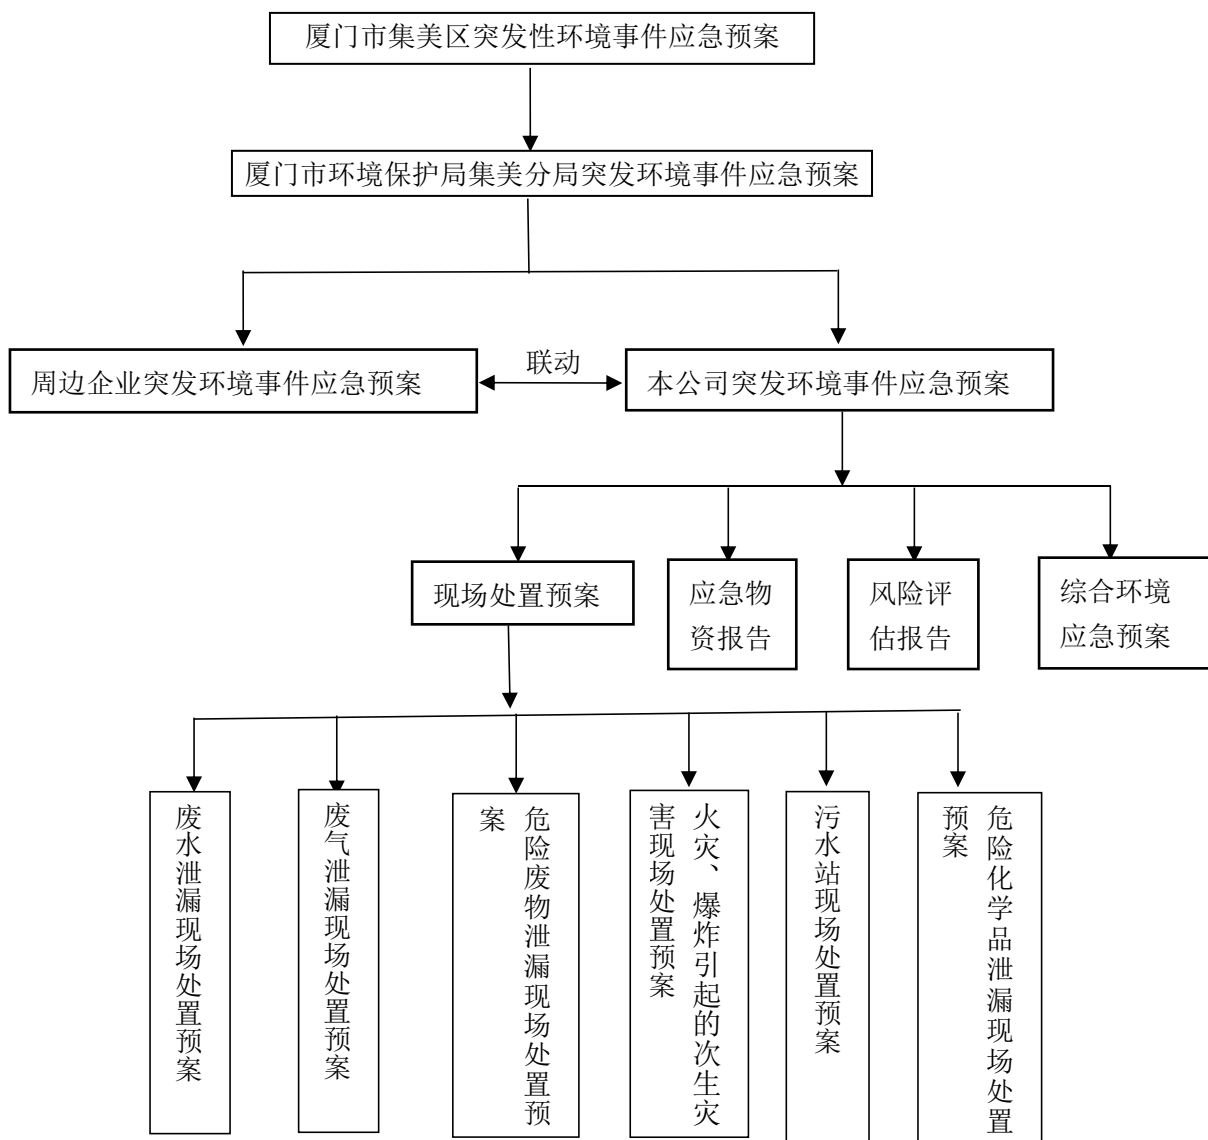 厦门市集美区突发性环境事件应急预案
厦门市环境保护局集美分局突发环境事件应急预案
联动
周边企业突发环境事件应急预案
本公司突发环境事件应急预案
现场处置预案
应急物
资报告
风险评
估报告
综合环境
应急预案
废水泄漏现场处置预案
废气泄漏现场处置预案
危险废物泄漏现场处置预
案
火灾、爆炸引起的次生灾
害现场处置预案
污水站现场处置预案
危险化学品泄漏现场处置
预案